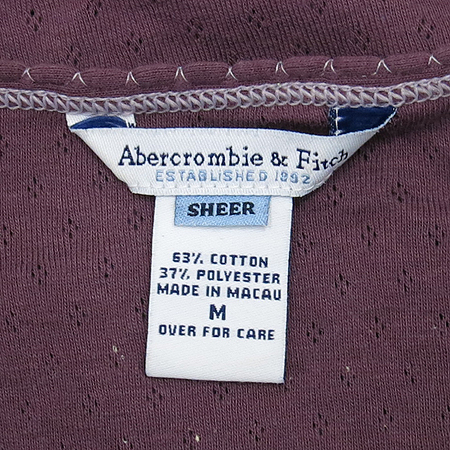 Abercrombie & Fitch
ESTABLISHED 1892
SHEER
63% COTTON
37% POLYESTER
MADE IN MACAU
M
OVER FOR CARE